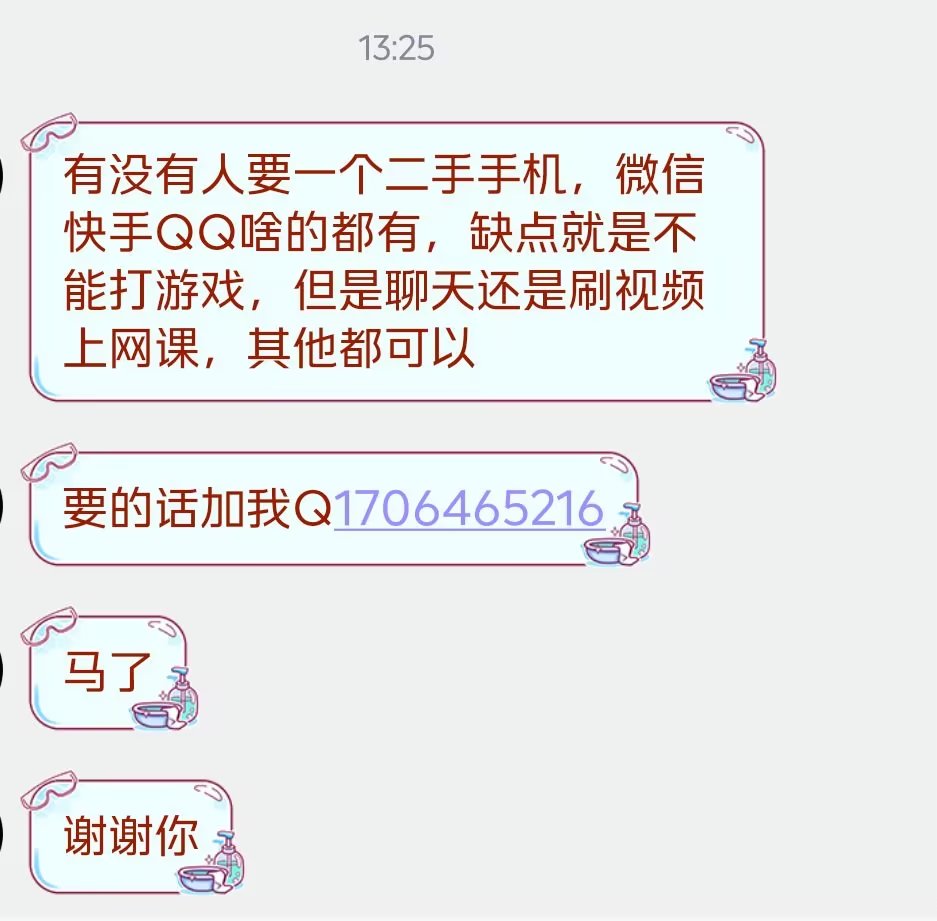 13:25
有没有人要一个二手手机，微信
快手QQ啥的都有，缺点就是不
能打游戏，但是聊天还是刷视频
上网课，其他都可以
要的话加我Q1706465216
马了
谢谢你